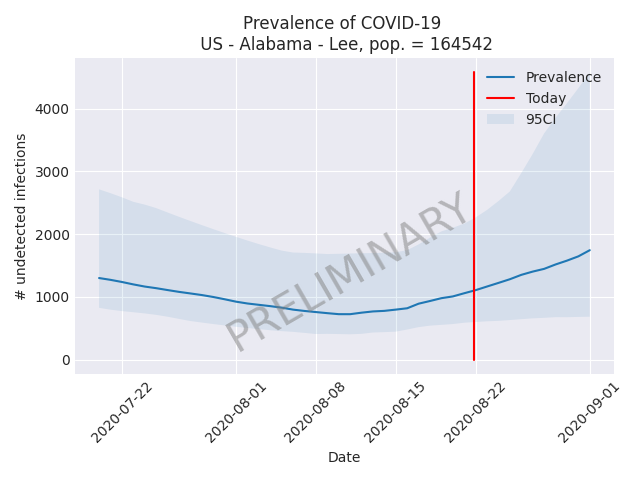 Prevalence of COVID-19
US - Alabama - Lee, pop. = 164542
Prevalence
Today
95CI
# undetected infections
4000
3000
2000
1000
0
PRELIMINARY
2020-07-22
2020-08-01
2020-08-08
2020-08-15
2020-08-22
2020-09-01
Date